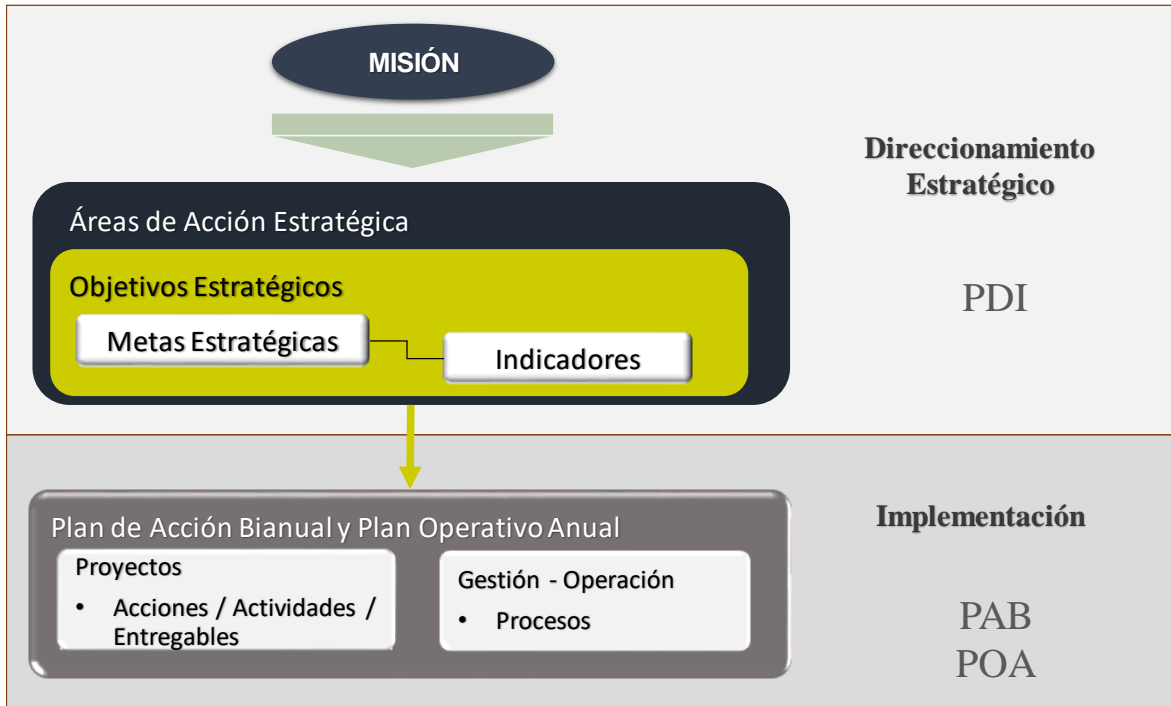 MISIÓN
Direccionamiento
Estratégico
PDI
Áreas de Acción Estratégica
Objetivos Estratégicos
Metas Estratégicas
Indicadores
Plan de Acción Bianual y Plan Operativo Anual
Proyectos
• Acciones / Actividades /
Entregables
Gestión - Operación
• Procesos
Implementación
PAB
POA